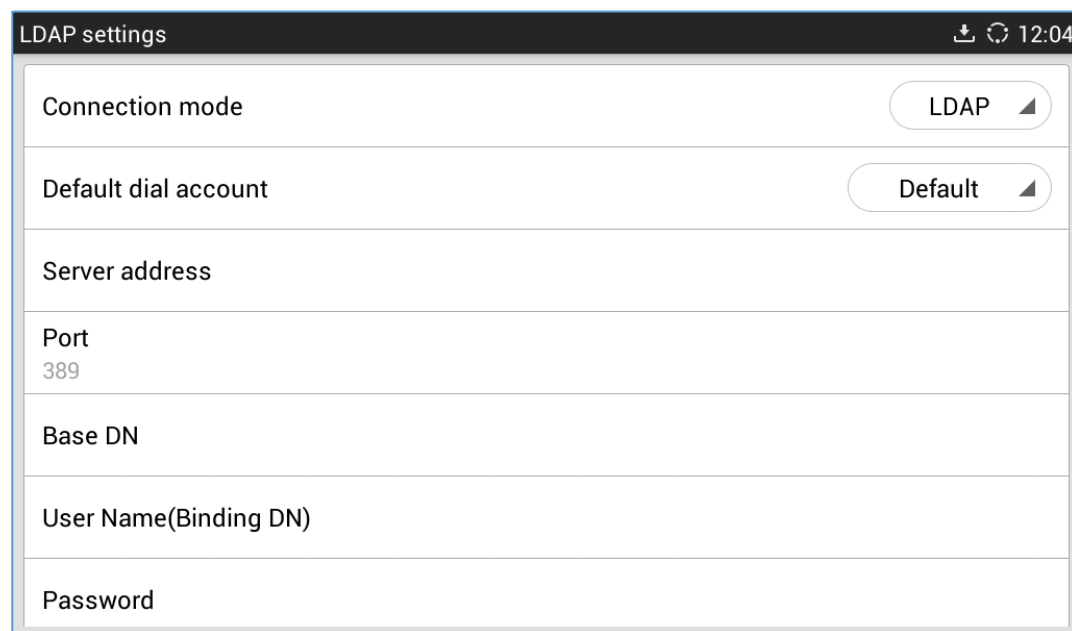 LDAP settings 12:04
Connection mode LDAP
Default dial account Default
Server address
Port
389
Base DN
User Name(Binding DN)
Password